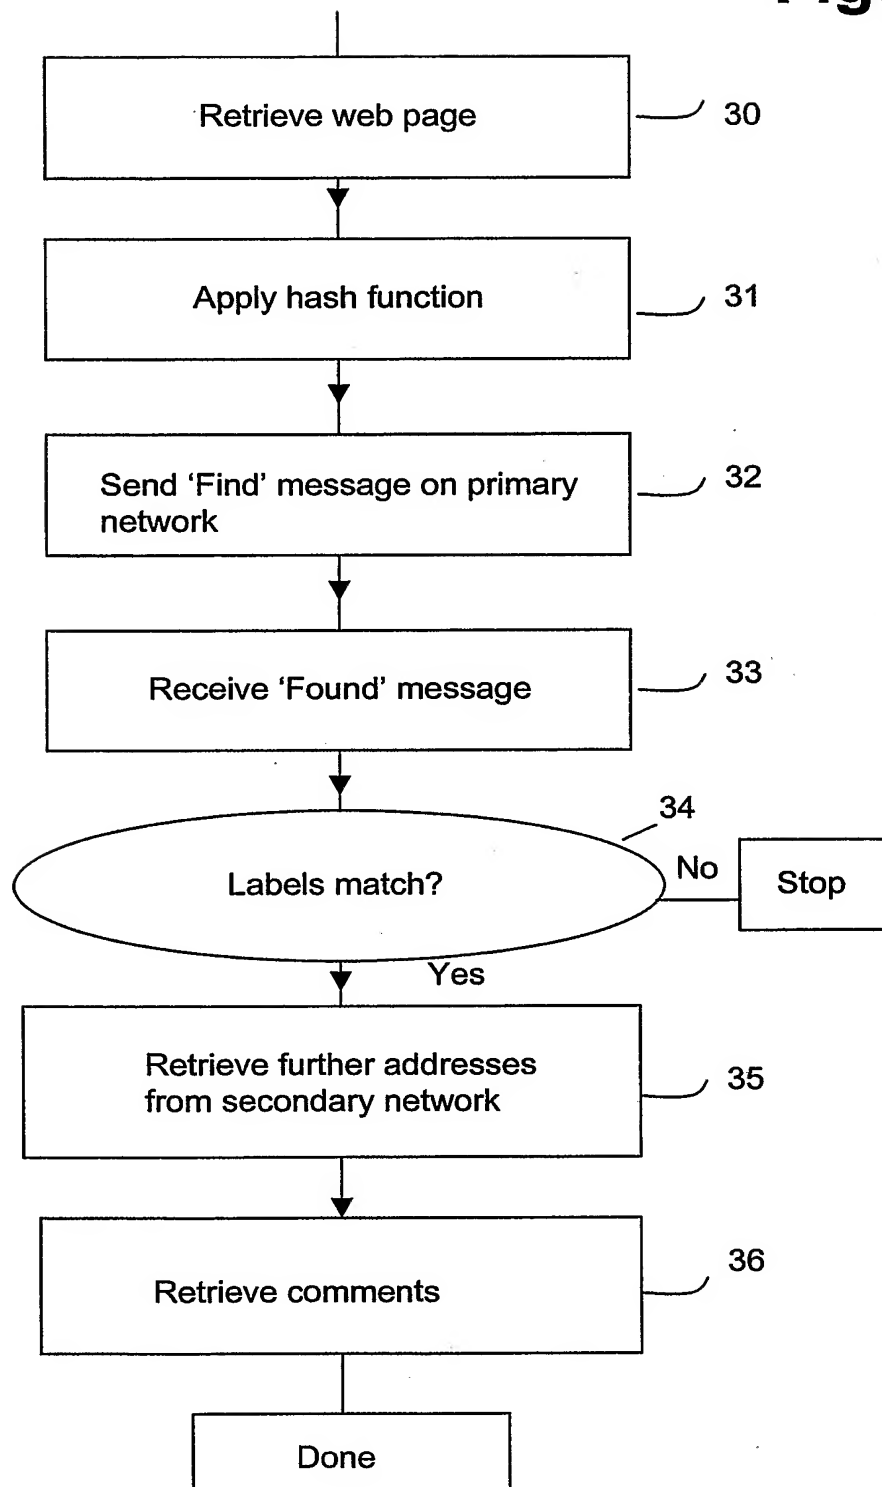 Retrieve web page
30
Apply hash function
31
Send ‘Find’ message on primary
network
32
Receive ‘Found’ message
33
34
Labels match?
No
Stop
Yes
Retrieve further addresses
from secondary network
35
Retrieve comments
36
Done